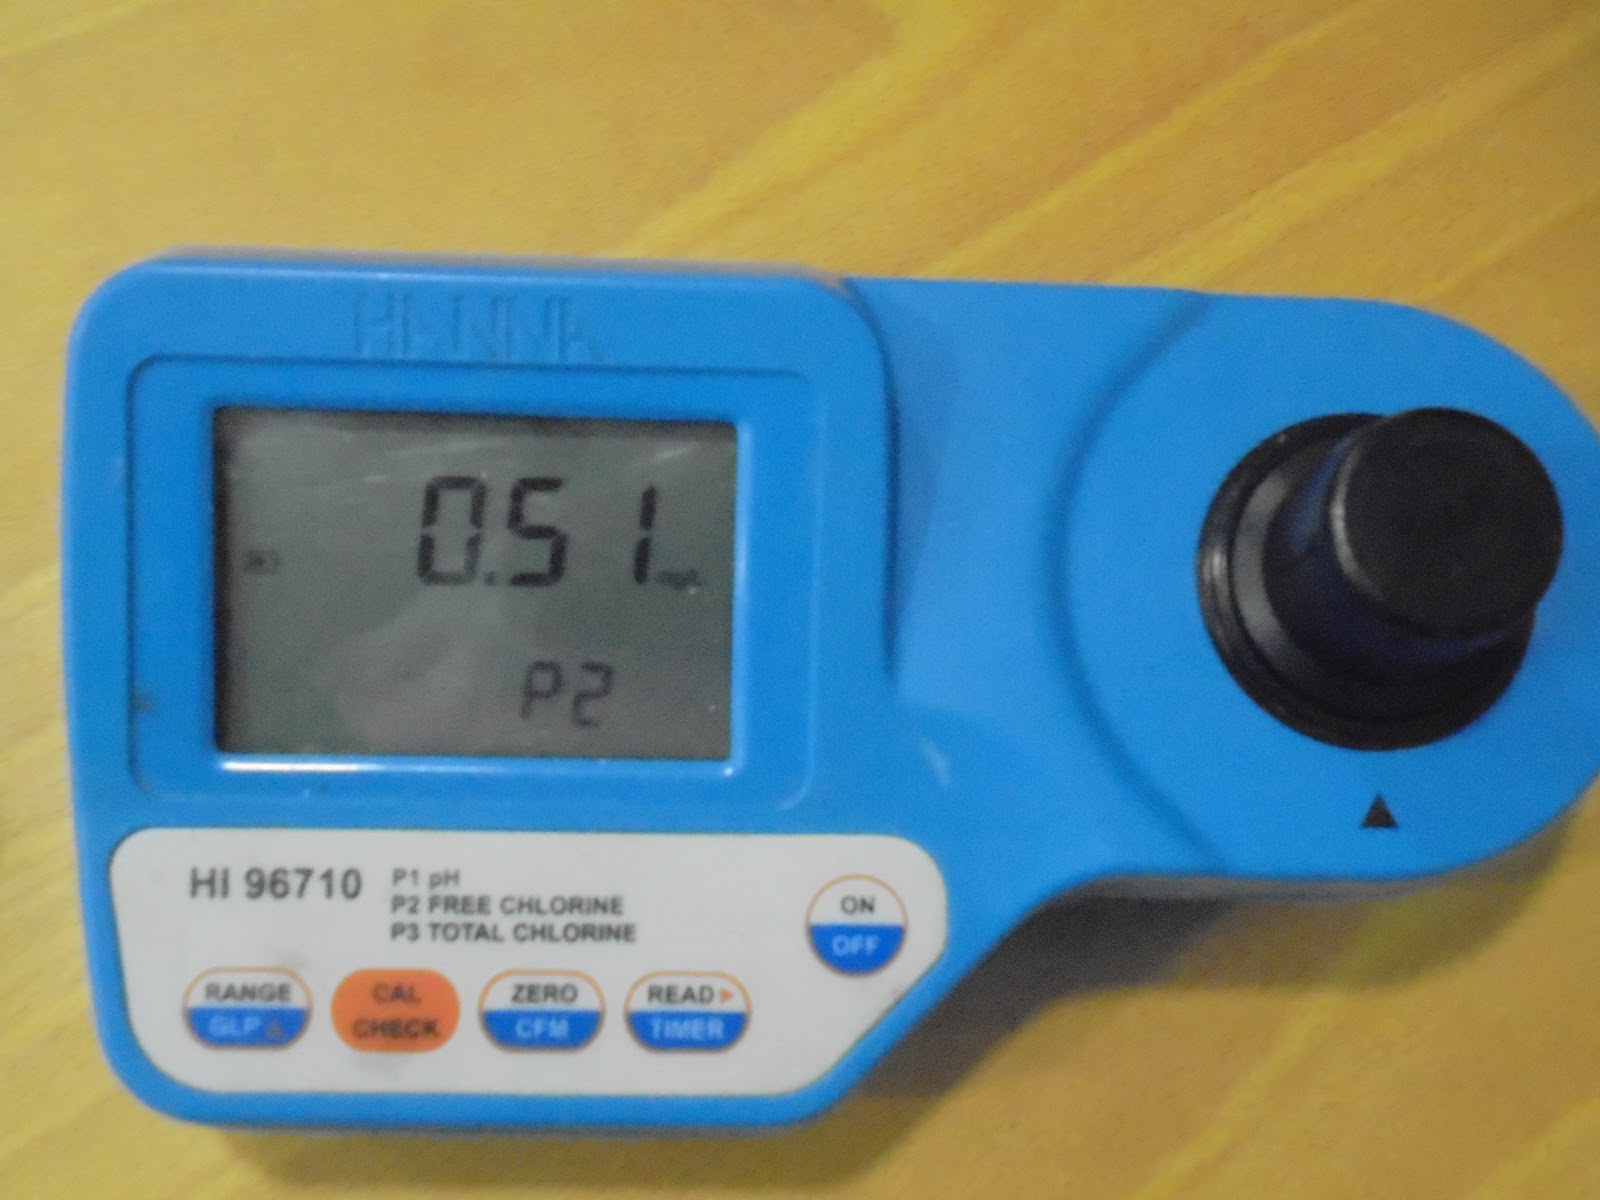 HANNA
0.51 mg/L
P2
HI 96710
P1 pH
P2 FREE CHLORINE
P3 TOTAL CHLORINE
ON
OFF
RANGE
GLP
CAL
CHECK
ZERO
CFM
READ
TIMER